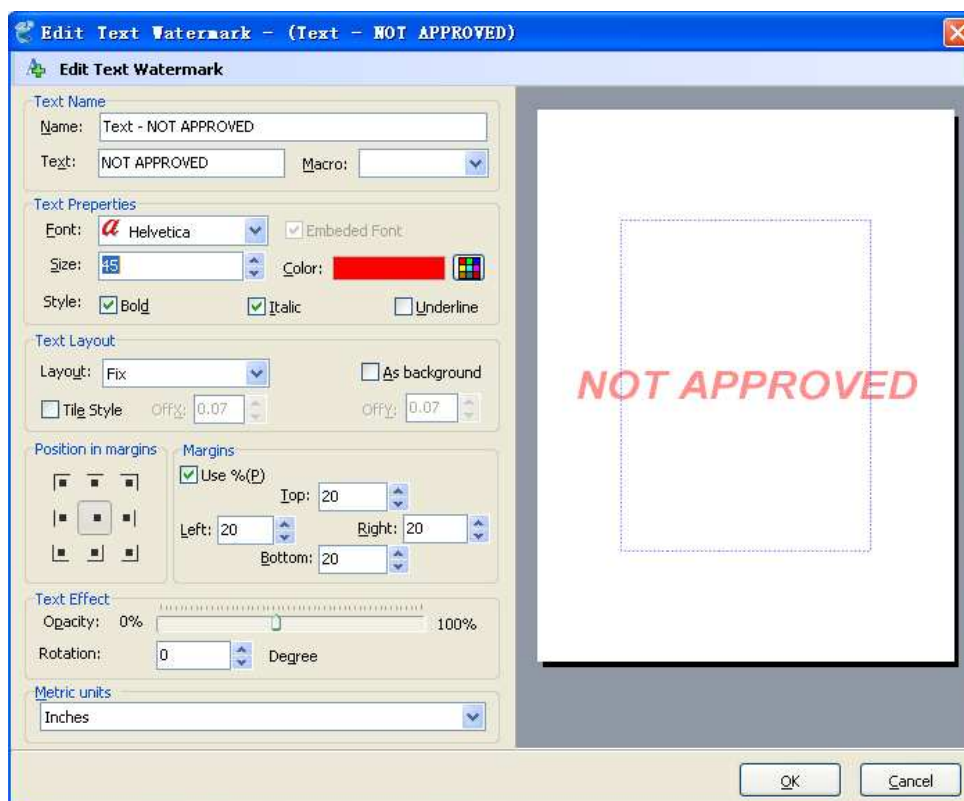 Edit Text Watermark - (Text - NOT APPROVED)
Edit Text Watermark
Text Name
Name: Text - NOT APPROVED
Text: NOT APPROVED Macro:
Text Preperties
Font: a Helvetica Embeded Font
Size: 45 Color:
Style: Bold Italic Underline
Text Layout
Layout: Fix As background
Tile Style OffX: 0.07 OffY: 0.07
NOT APPROVED
Position in margins Margins
Use %(P)
Top: 20
Left: 20 Right: 20
Bottom: 20
Text Effect
Opacity: 0% 100%
Rotation: 0 Degree
Metric units
Inches
OK Cancel